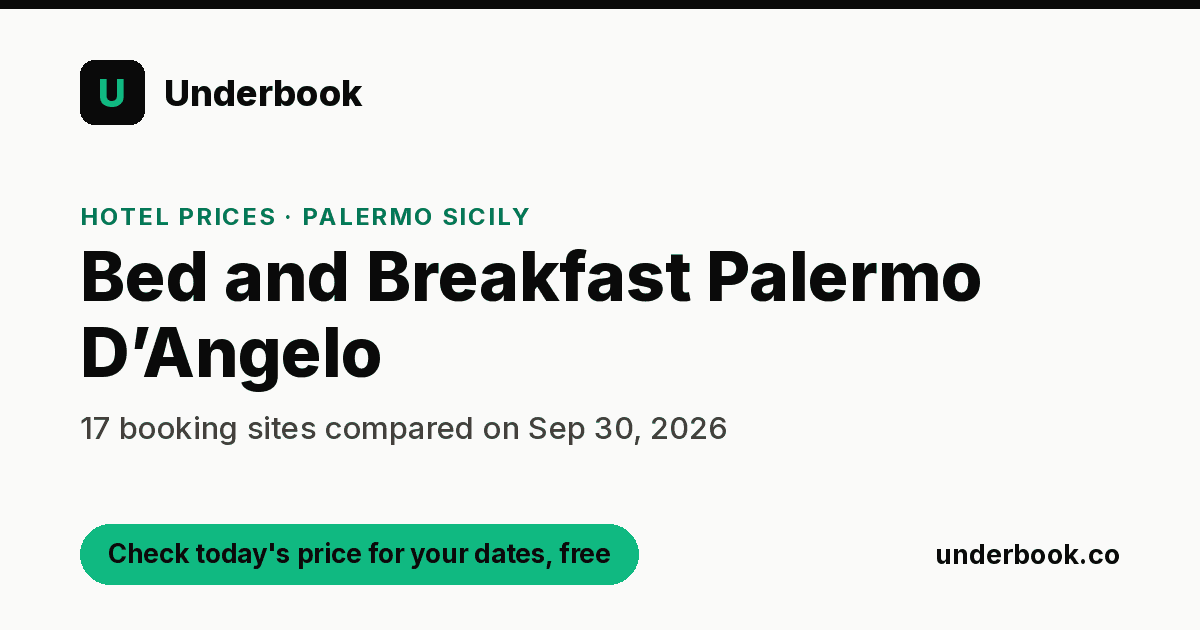 U
Underbook
HOTEL PRICES · PALERMO SICILY
Bed and Breakfast Palermo
D’Angelo
17 booking sites compared on Sep 30, 2026
Check today's price for your dates, free
underbook.co